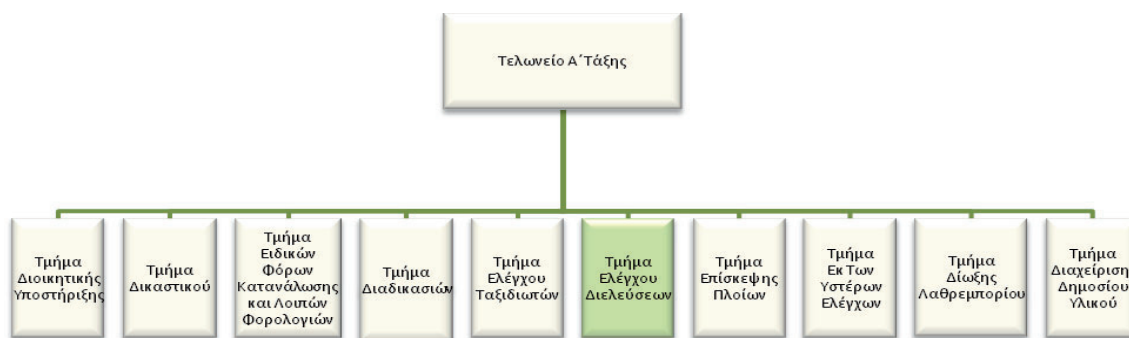 Τελωνείο Α΄Τάξης
Τμήμα
Διοικητικής
Υποστήριξης
Τμήμα
Δικαστικού
Τμήμα
Ειδικών
Φόρων
Κατανάλωσης
και Λοιπών
Φορολογιών
Τμήμα
Διαδικασιών
Τμήμα
Ελέγχου
Ταξιδιωτών
Τμήμα
Ελέγχου
Διελεύσεων
Τμήμα
Επίσκεψης
Πλοίων
Τμήμα
Εκ Των
Υστέρων
Ελέγχων
Τμήμα
Δίωξης
Λαθρεμπορίου
Τμήμα
Διαχείρισης
Δημοσίου
Υλικού